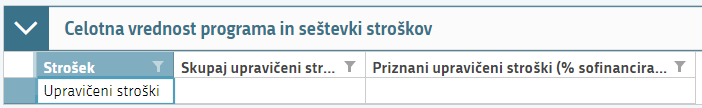 Celotna vrednost programa in seštevki stroškov
Strošek Skupaj upravičeni str... Priznani upravičeni stroški (% sofinancira...
Upravičeni stroški